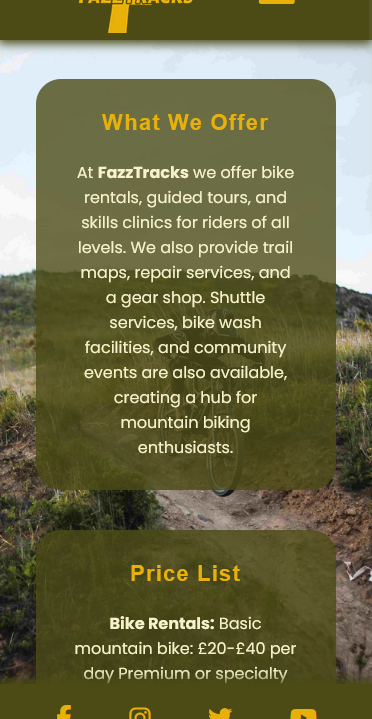 FAZZTRACKS
What We Offer
At FazzTracks we offer bike
rentals, guided tours, and
skills clinics for riders of all
levels. We also provide trail
maps, repair services, and
a gear shop. Shuttle
services, bike wash
facilities, and community
events are also available,
creating a hub for
mountain biking
enthusiasts.
Price List
Bike Rentals: Basic
mountain bike: £20-£40 per
day Premium or specialty